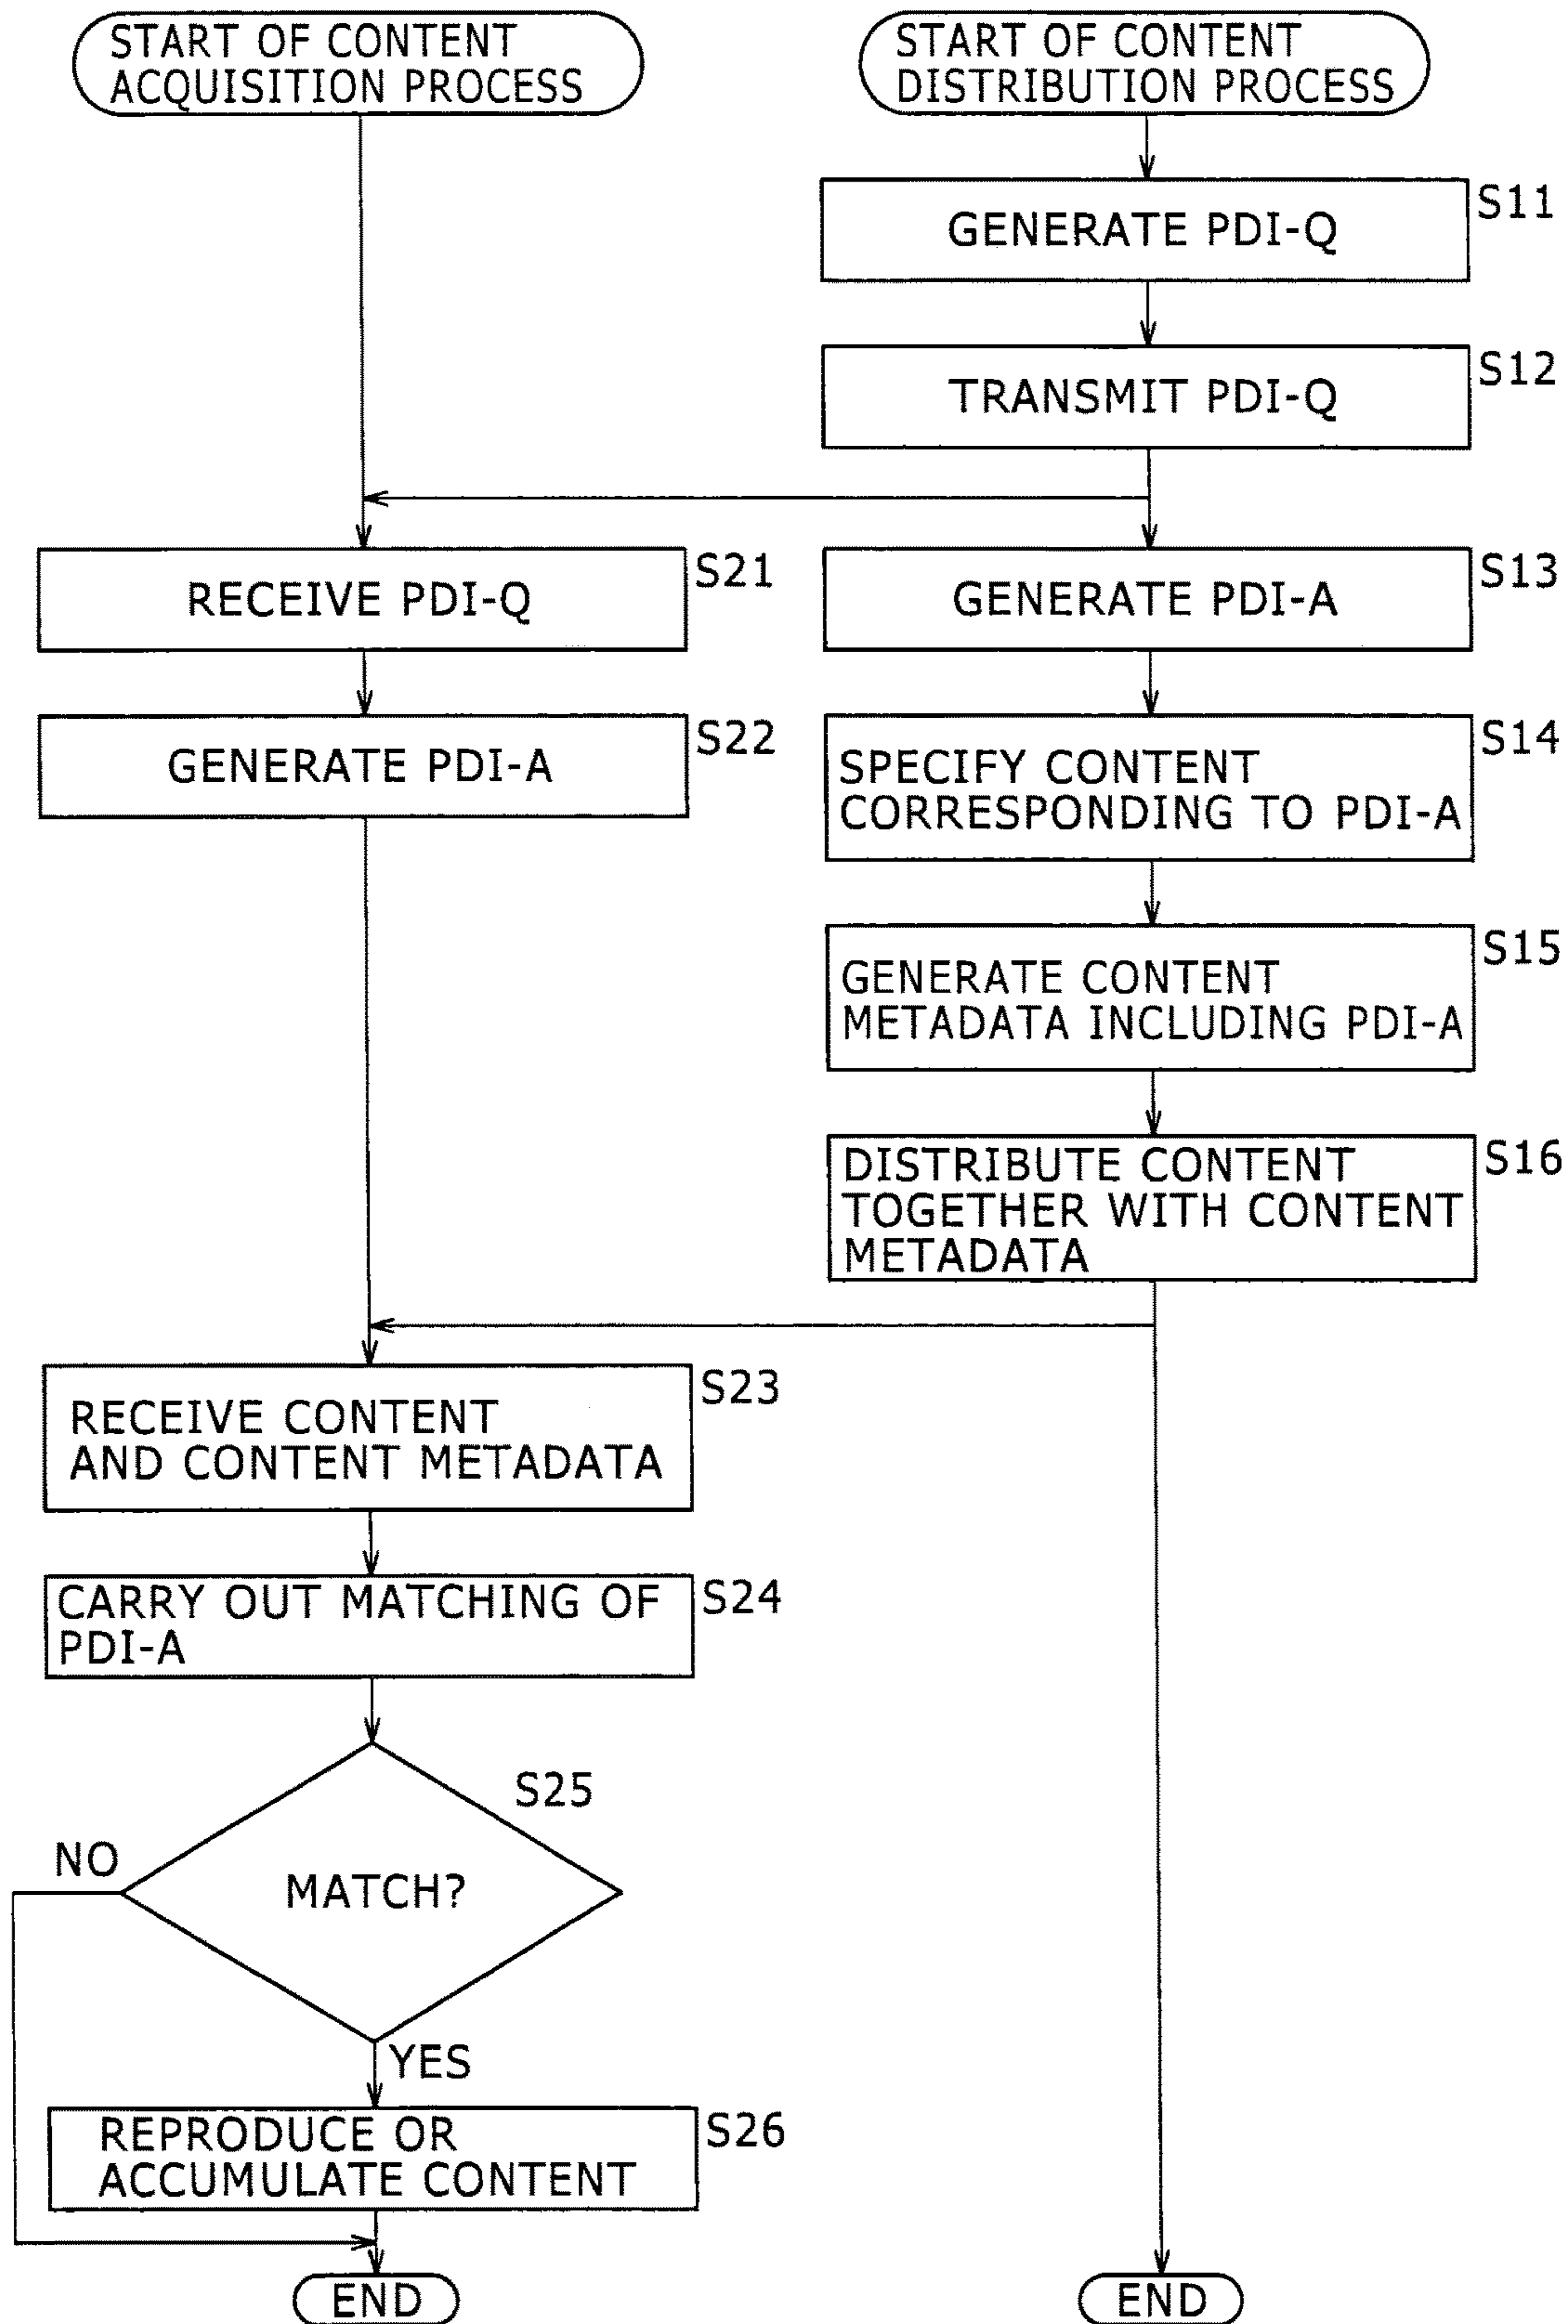 START OF CONTENT
ACQUISITION PROCESS
START OF CONTENT
DISTRIBUTION PROCESS
S11
GENERATE PDI-Q
S12
TRANSMIT PDI-Q
S21
RECEIVE PDI-Q
S13
GENERATE PDI-A
S22
GENERATE PDI-A
S14
SPECIFY CONTENT
CORRESPONDING TO PDI-A
S15
GENERATE CONTENT
METADATA INCLUDING PDI-A
S16
DISTRIBUTE CONTENT
TOGETHER WITH CONTENT
METADATA
S23
RECEIVE CONTENT
AND CONTENT METADATA
S24
CARRY OUT MATCHING OF
PDI-A
S25
NO
MATCH?
YES
S26
REPRODUCE OR
ACCUMULATE CONTENT
END
END